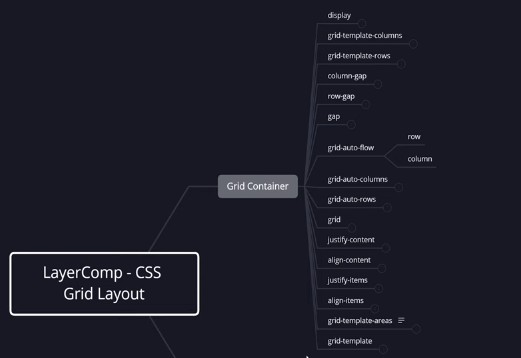 display
grid-template-columns
grid-template-rows
column-gap
row-gap
gap
grid-auto-flow
row
column
Grid Container
grid-auto-columns
grid-auto-rows
grid
justify-content
align-content
justify-items
align-items
grid-template-areas
grid-template
LayerComp - CSS
Grid Layout